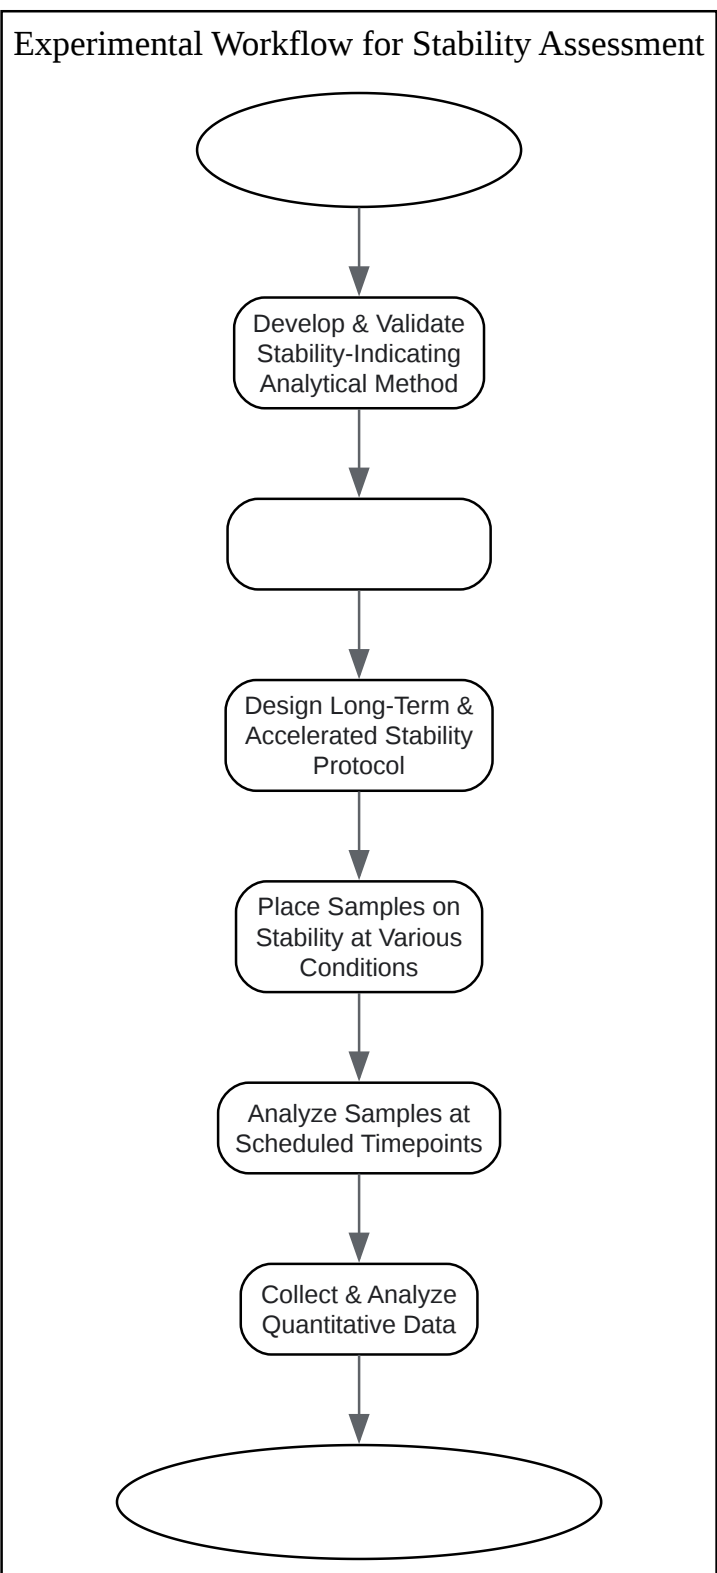 Experimental Workflow for Stability Assessment
Develop & Validate
Stability-Indicating
Analytical Method
Design Long-Term &
Accelerated Stability
Protocol
Place Samples on
Stability at Various
Conditions
Analyze Samples at
Scheduled Timepoints
Collect & Analyze
Quantitative Data